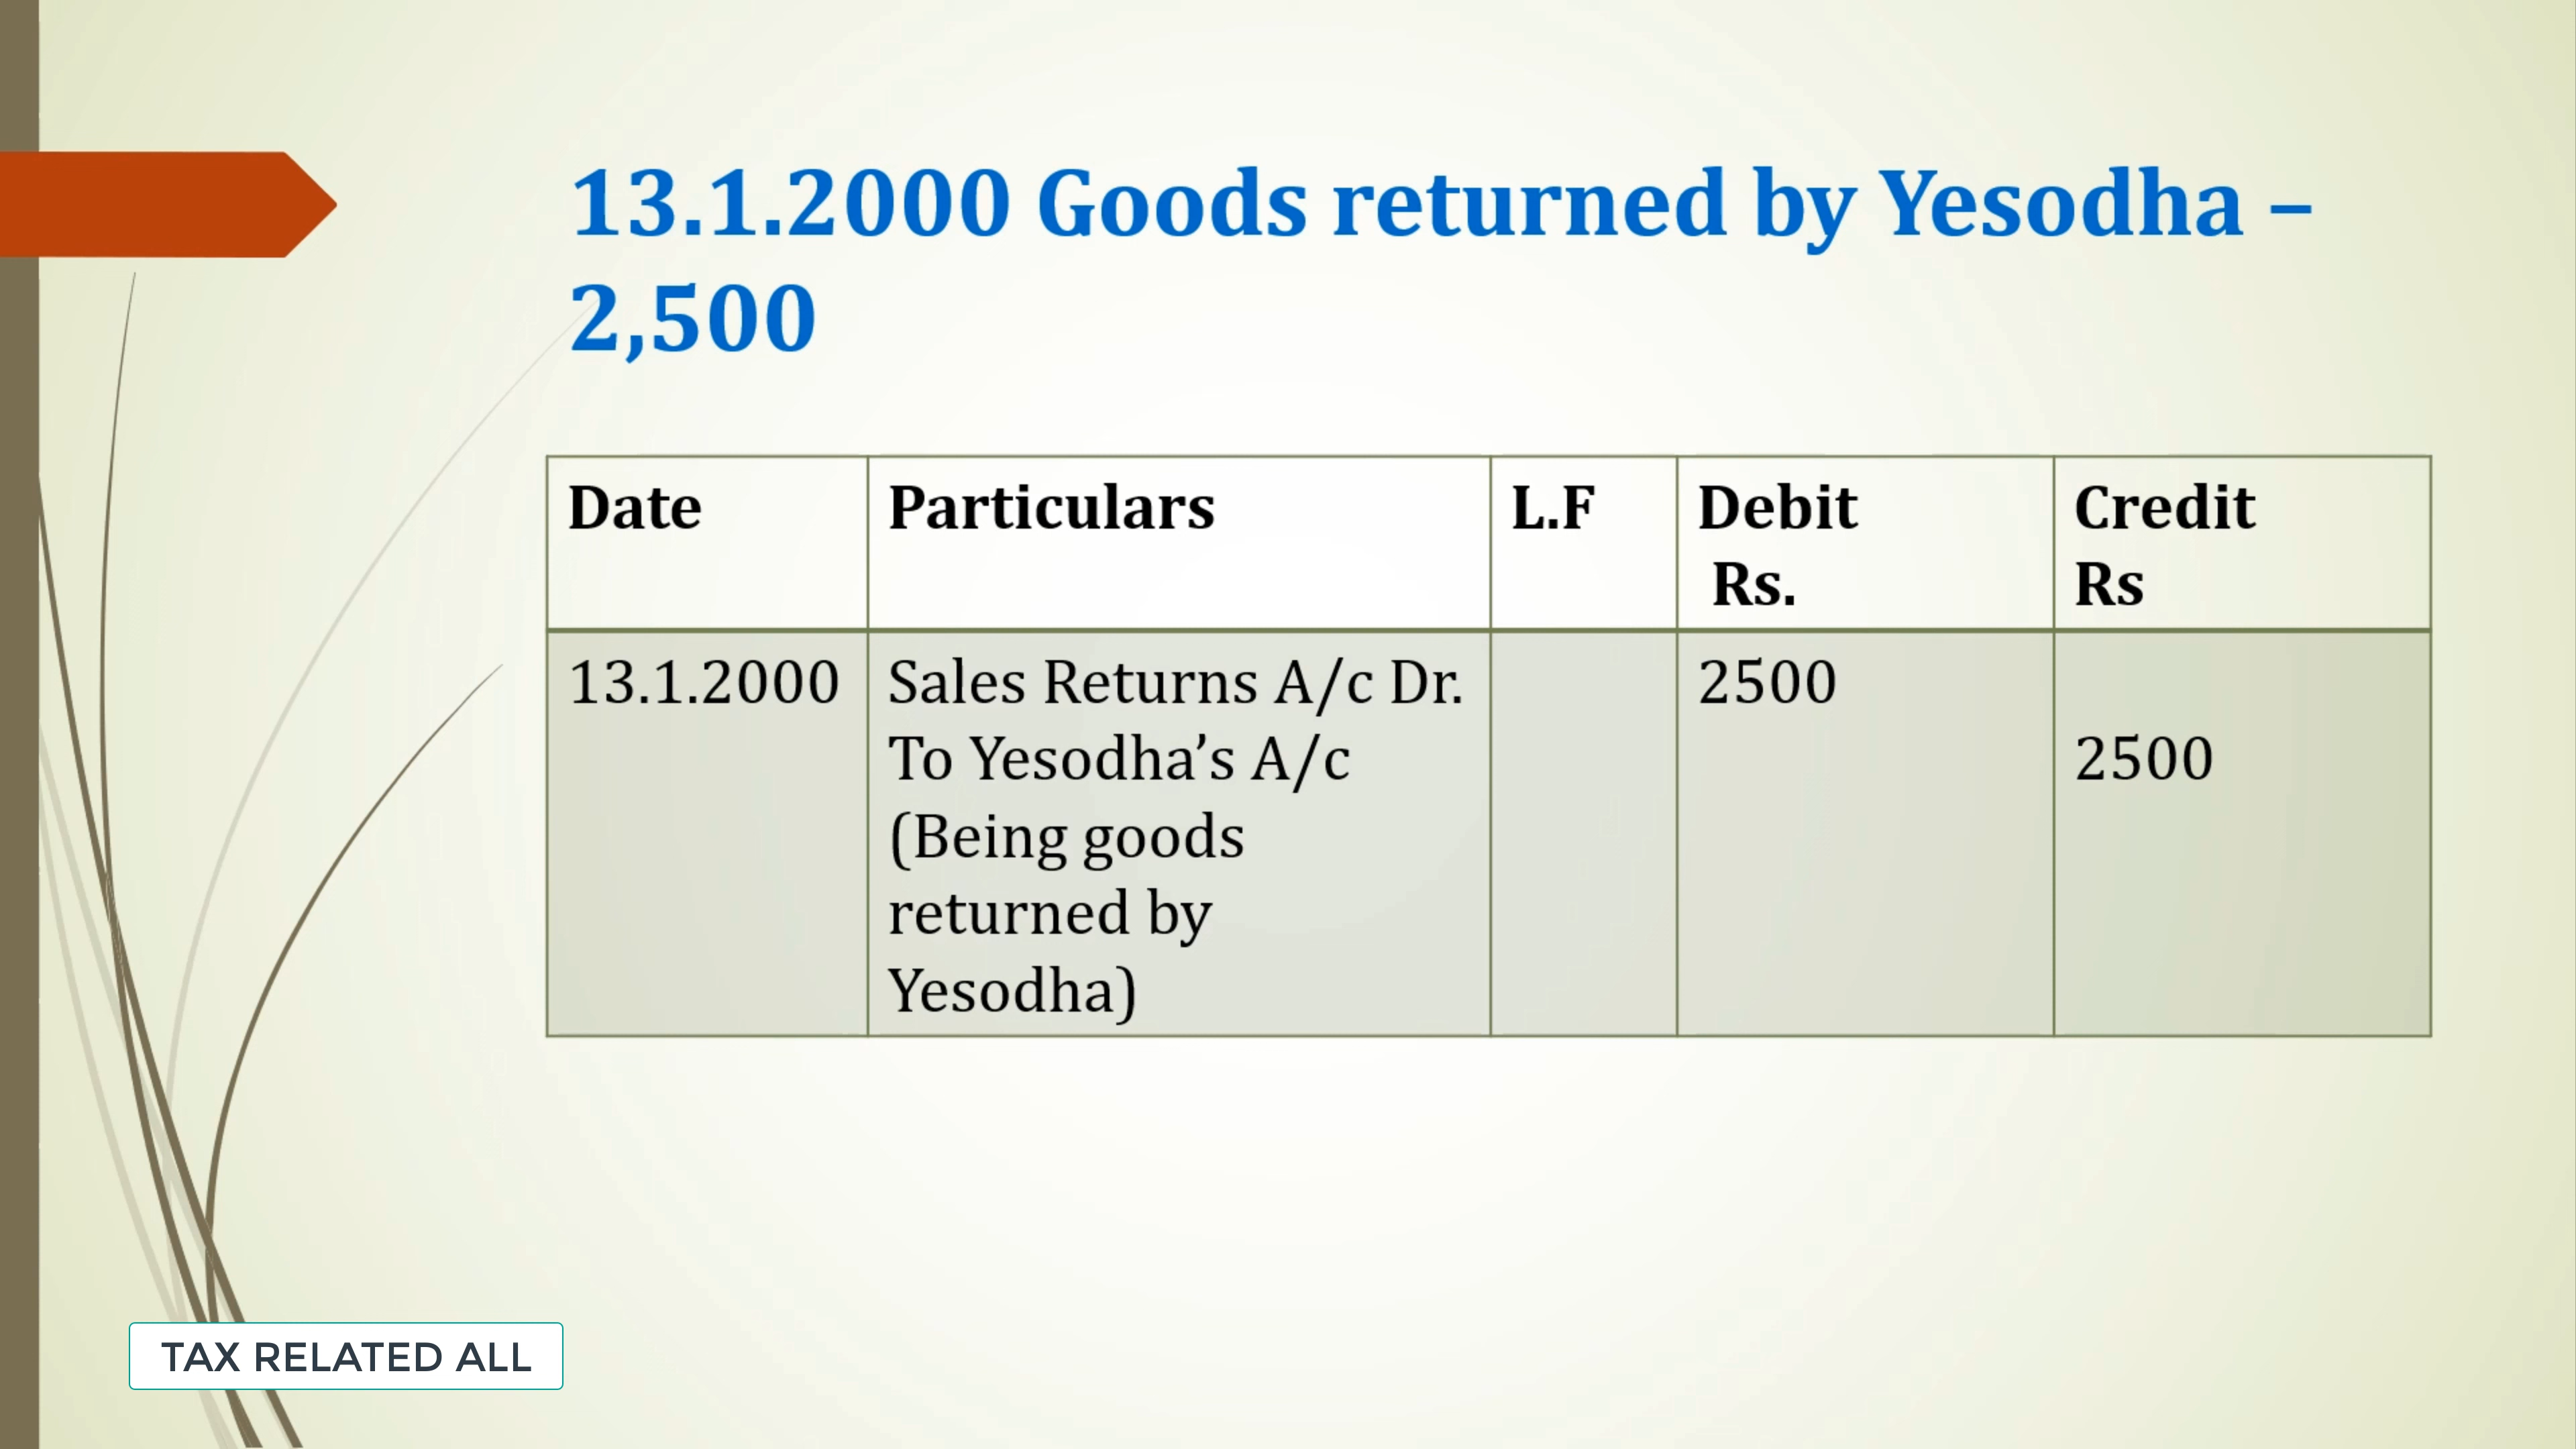 13.1.2000 Goods returned by Yesodha –
2,500
Date Particulars L.F Debit Credit
Rs. Rs
13.1.2000 Sales Returns A/c Dr. 2500
To Yesodha’s A/c 2500
(Being goods
returned by
Yesodha)
TAX RELATED ALL